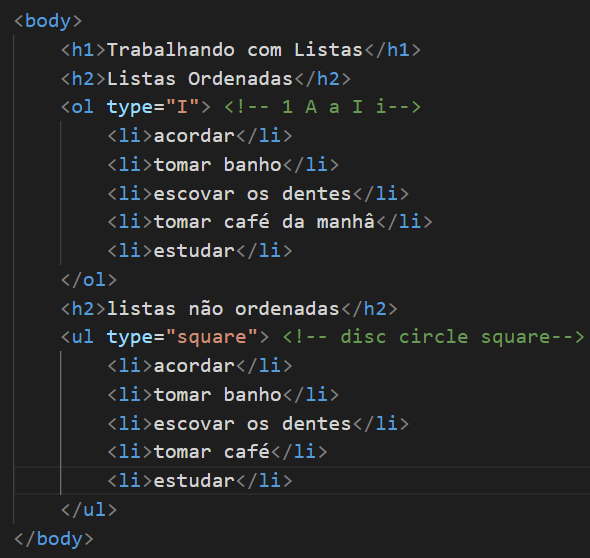 <body>
<h1>Trabalhando com Listas</h1>
<h2>Listas Ordenadas</h2>
<ol type="I"> <!-- 1 A a I i-->
<li>acordar</li>
<li>tomar banho</li>
<li>escovar os dentes</li>
<li>tomar café da manhâ</li>
<li>estudar</li>
</ol>
<h2>listas não ordenadas</h2>
<ul type="square"> <!-- disc circle square-->
<li>acordar</li>
<li>tomar banho</li>
<li>escovar os dentes</li>
<li>tomar café</li>
<li>estudar</li>
</ul>
</body>